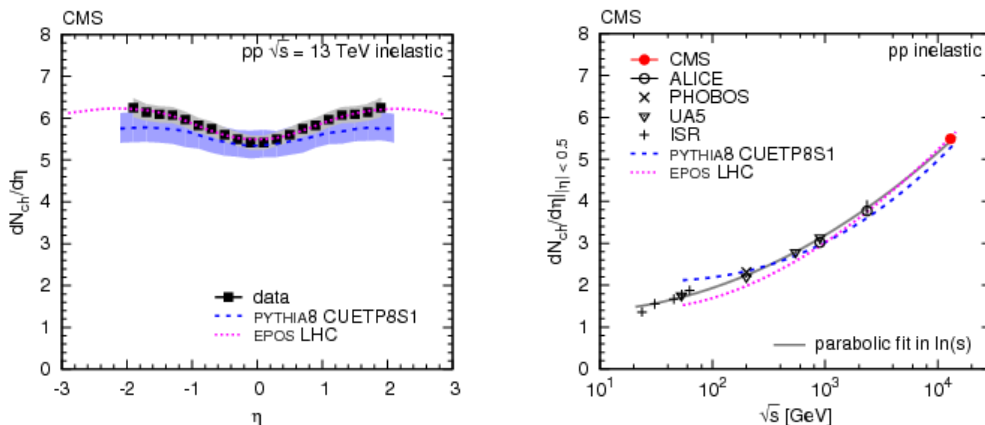 CMS
8
7
6
5
4
3
2
1
0
dN_ch/dη
pp √s = 13 TeV inelastic
data
PYTHIA8 CUETP8S1
EPOS LHC
-3 -2 -1 0 1 2 3
η
CMS
8
7
6
5
4
3
2
1
0
dN_ch/dη|_|η| < 0.5
pp inelastic
CMS
ALICE
PHOBOS
UA5
ISR
PYTHIA8 CUETP8S1
EPOS LHC
parabolic fit in ln(s)
10^1 10^2 10^3 10^4
√s [GeV]